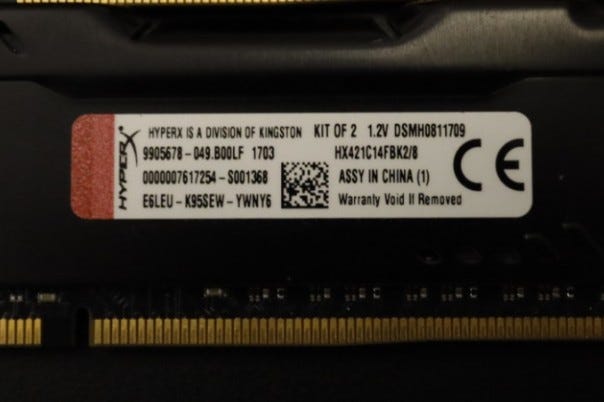 HYPERX
HYPERX IS A DIVISION OF KINGSTON KIT OF 2 1.2V DSMH0811709
9905678-049.B00LF 1703 HX421C14FBK2/8
0000007617254-S001368 ASSY IN CHINA (1)
E6LEU-K95SEW-YWNY6 Warranty Void If Removed
CE